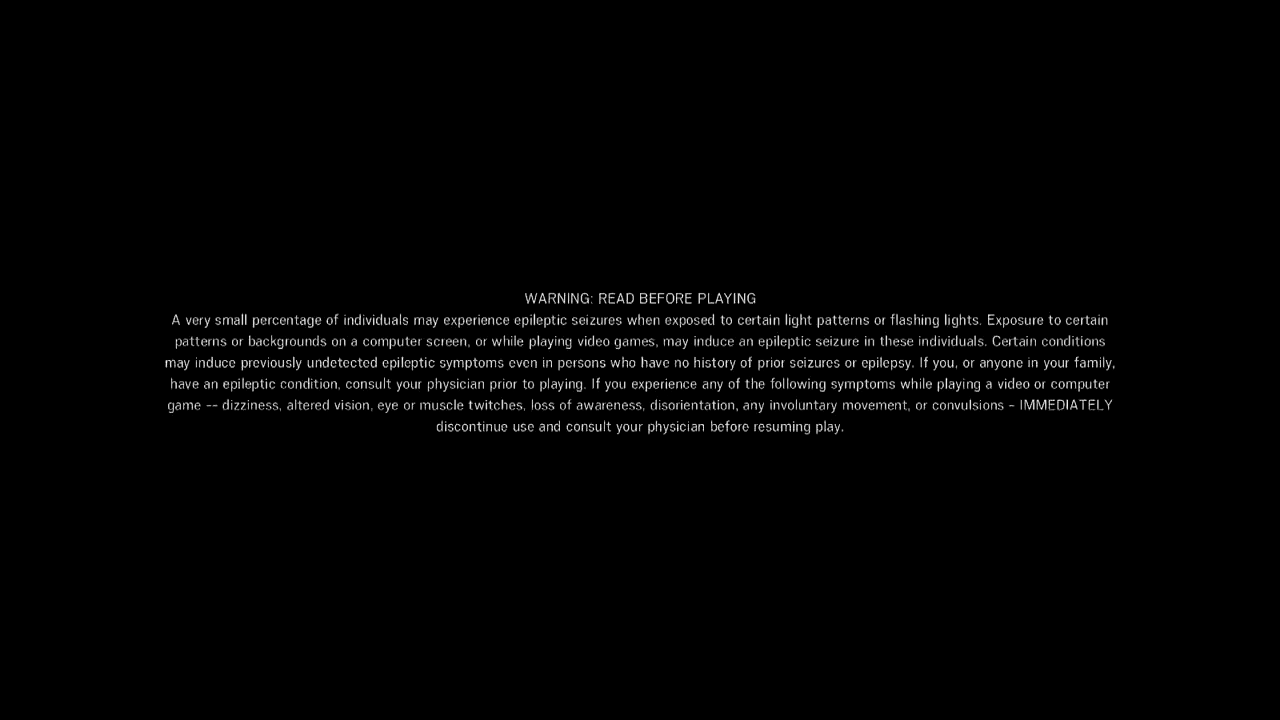 WARNING: READ BEFORE PLAYING
A very small percentage of individuals may experience epileptic seizures when exposed to certain light patterns or flashing lights. Exposure to certain
patterns or backgrounds on a computer screen, or while playing video games, may induce an epileptic seizure in these individuals. Certain conditions
may induce previously undetected epileptic symptoms even in persons who have no history of prior seizures or epilepsy. If you, or anyone in your family,
have an epileptic condition, consult your physician prior to playing. If you experience any of the following symptoms while playing a video or computer
game -- dizziness, altered vision, eye or muscle twitches, loss of awareness, disorientation, any involuntary movement, or convulsions - IMMEDIATELY
discontinue use and consult your physician before resuming play.